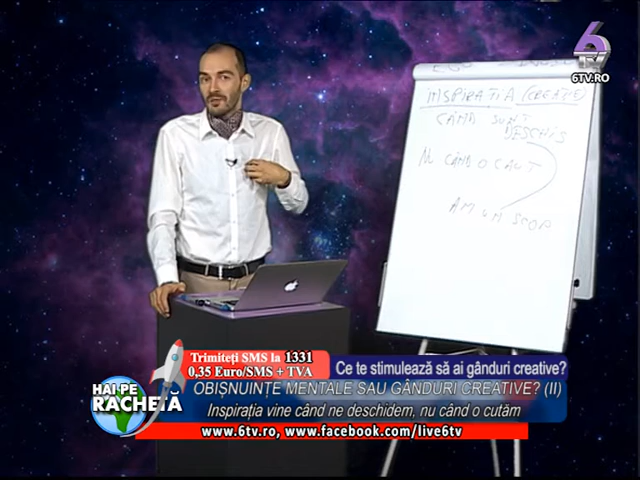 6
TV
6TV.RO
INSPIRAȚIA (CREAȚIE)
CÂND SUNT
DESCHIS
NU CÂND O CAUT
AM UN SCOP
Trimiteți SMS la 1331
0,35 Euro/SMS + TVA
Ce te stimulează să ai gânduri creative?
HAI PE
RACHETĂ
OBIȘNUINȚE MENTALE SAU GÂNDURI CREATIVE? (II)
Inspirația vine când ne deschidem, nu când o cutăm
www.6tv.ro, www.facebook.com/live6tv